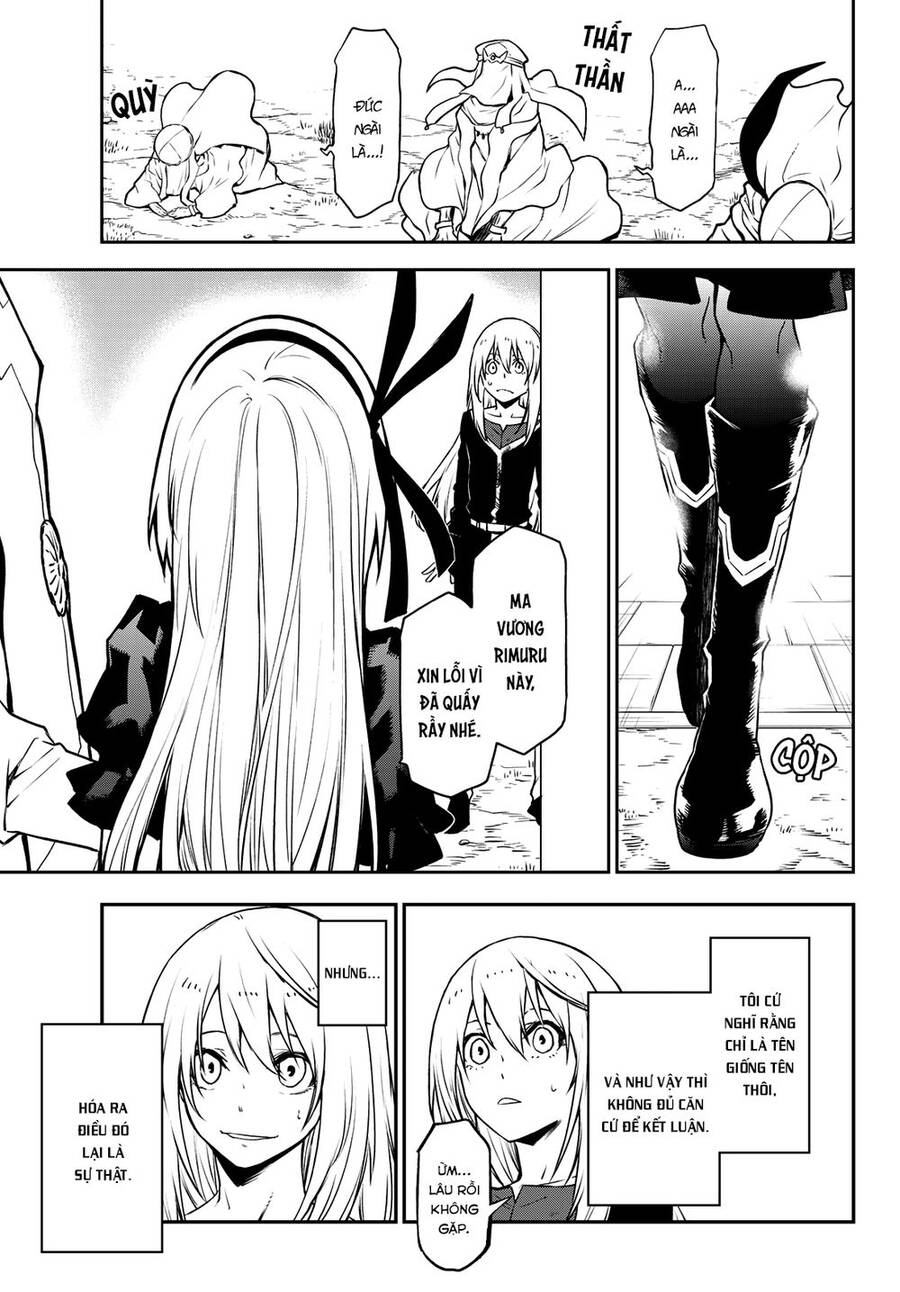 THẤT
THẦN
A...
AAA
NGÀI
LÀ...
ĐỨC
NGÀI
LÀ...!
QUỲ
CỘP
MA
VƯƠNG
RIMURU
NÀY,
XIN LỖI VÌ
ĐÃ QUẤY
RẦY NHÉ.
TÔI CỨ
NGHĨ RẰNG
CHỈ LÀ TÊN
GIỐNG TÊN
THÔI,
VÀ NHƯ VẬY THÌ
KHÔNG ĐỦ CĂN
CỨ ĐỂ KẾT LUẬN.
ỪM...
LÂU RỒI
KHÔNG
GẶP.
NHƯNG...
HÓA RA
ĐIỀU ĐÓ
LẠI LÀ
SỰ THẬT.